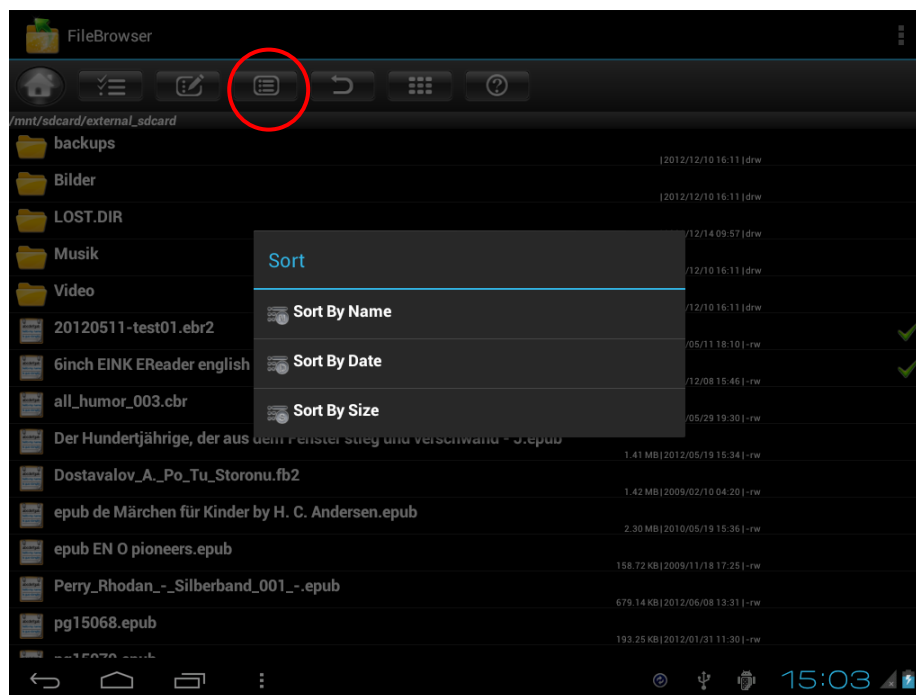 FileBrowser
/mnt/sdcard/external_sdcard
backups
|2012/12/10 16:11|drw
Bilder
|2012/12/10 16:11|drw
LOST.DIR
/12/14 09:57|drw
Musik
/12/10 16:11|drw
Video
/12/10 16:11|drw
Sort
Sort By Name
Sort By Date
Sort By Size
20120511-test01.ebr2
/05/11 18:10|-rw
6inch EINK EReader english
/12/08 15:46|-rw
all_humor_003.cbr
/05/29 19:30|-rw
Der Hundertjährige, der aus dem Fenster stieg und verschwand - J.epub
1.41 MB|2012/05/19 15:34|-rw
Dostavalov_A._Po_Tu_Storonu.fb2
1.42 MB|2009/02/10 04:20|-rw
epub de Märchen für Kinder by H. C. Andersen.epub
2.30 MB|2010/05/19 15:36|-rw
epub EN O pioneers.epub
158.72 KB|2009/11/18 17:25|-rw
Perry_Rhodan_-_Silberband_001_-.epub
679.14 KB|2012/06/08 13:31|-rw
pg15068.epub
193.25 KB|2012/01/31 11:30|-rw
15:03